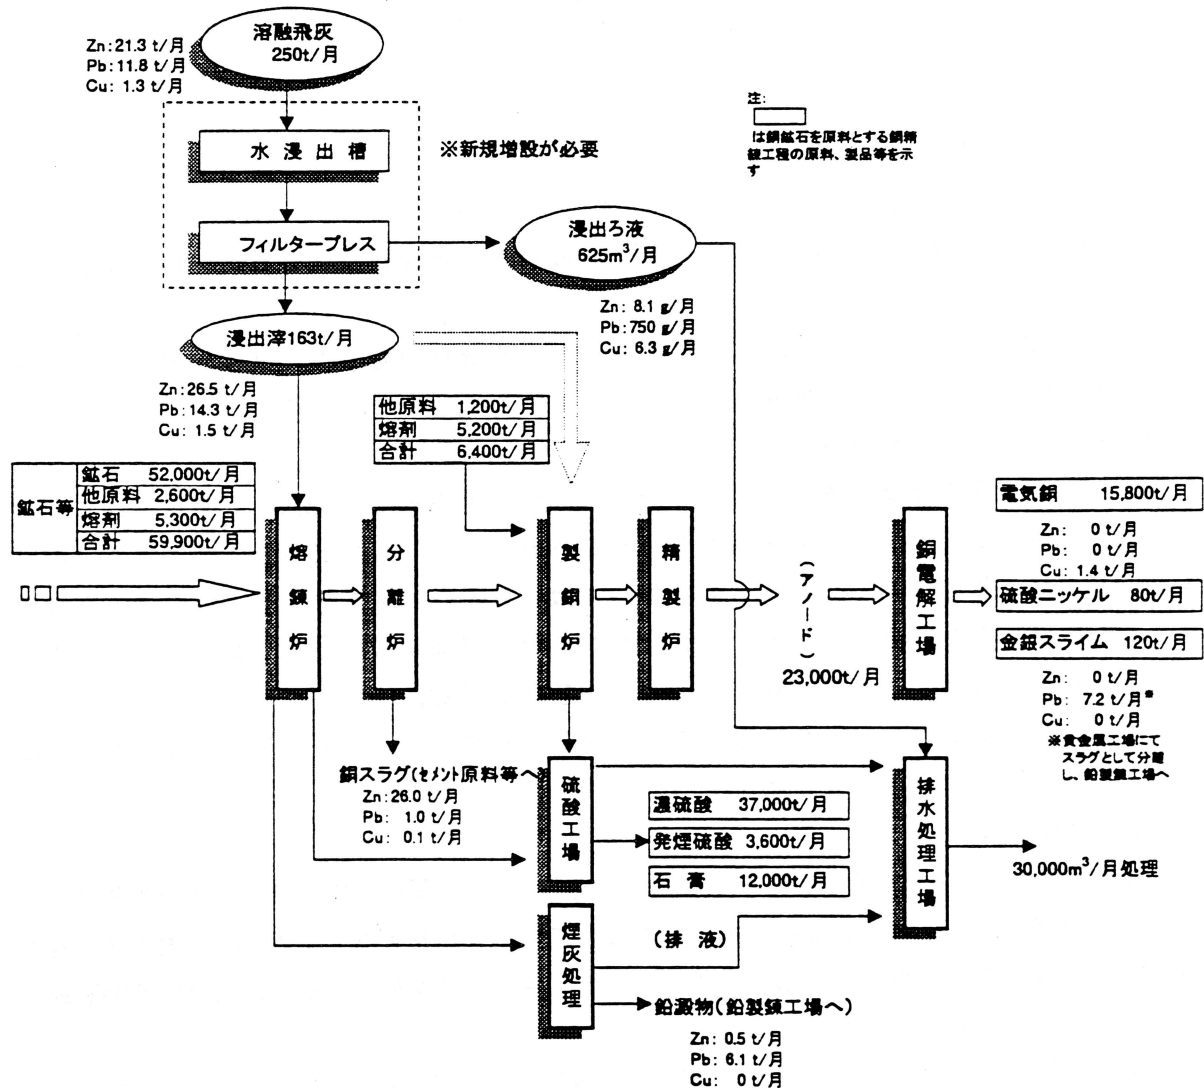 溶融飛灰
250t/月
Zn:21.3 t/月
Pb:11.8 t/月
Cu: 1.3 t/月
注:
は銅鉱石を原料とする銅精
錬工程の原料、製品等を示
す
水浸出槽
※新規増設が必要
フィルタープレス
浸出ろ液
625m³/月
Zn: 8.1 g/月
Pb:750 g/月
Cu: 6.3 g/月
浸出滓163t/月
Zn:26.5 t/月
Pb:14.3 t/月
Cu: 1.5 t/月
他原料 1,200t/月
熔剤 5,200t/月
合計 6,400t/月
鉱石等
鉱石 52,000t/月
他原料 2,600t/月
熔剤 5,300t/月
合計 59,900t/月
熔錬炉
分離炉
製銅炉
精製炉
(アノード)
23,000t/月
銅電解工場
電気銅 15,800t/月
Zn: 0 t/月
Pb: 0 t/月
Cu: 1.4 t/月
硫酸ニッケル 80t/月
金銀スライム 120t/月
Zn: 0 t/月
Pb: 7.2 t/月※
Cu: 0 t/月
※貴金属工場にて
スラグとして分離
し、鉛製錬工場へ
銅スラグ(セメント原料等へ)
Zn:26.0 t/月
Pb: 1.0 t/月
Cu: 0.1 t/月
硫酸工場
濃硫酸 37,000t/月
発煙硫酸 3,600t/月
石膏 12,000t/月
排水処理工場
30,000m³/月処理
煙灰処理
(排液)
鉛澱物(鉛製錬工場へ)
Zn: 0.5 t/月
Pb: 6.1 t/月
Cu: 0 t/月